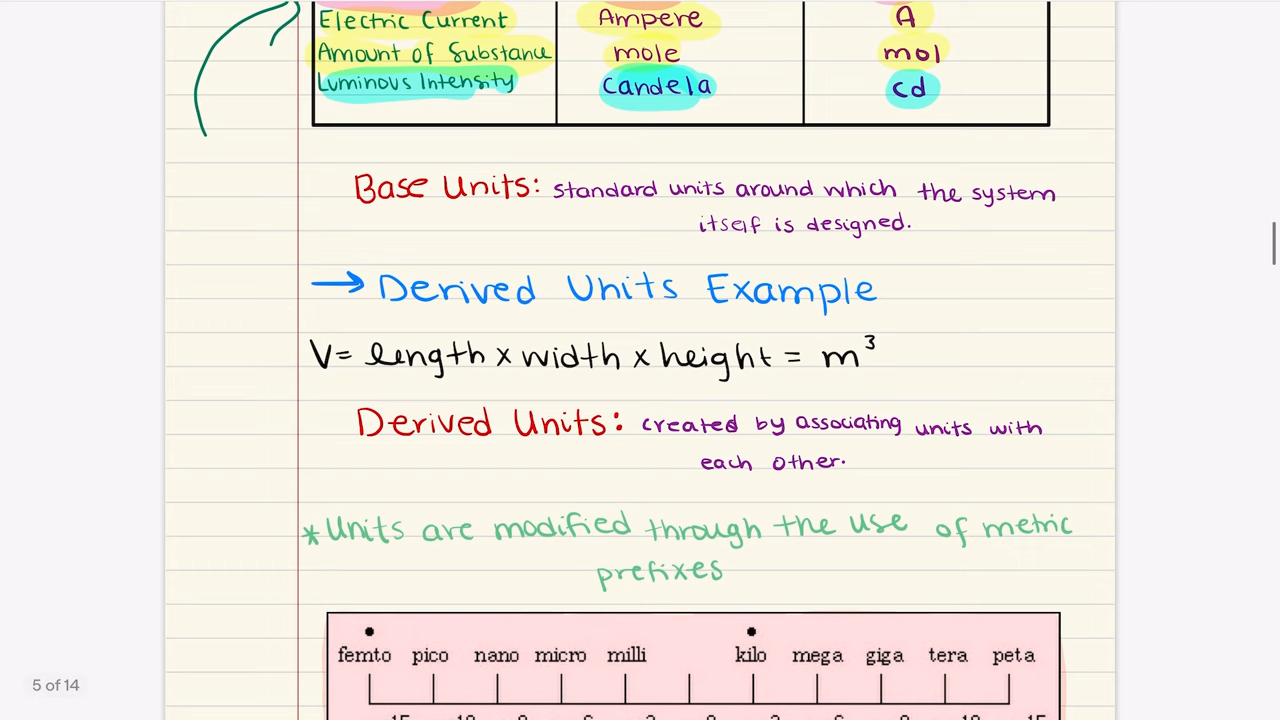 Electric Current Ampere A
Amount of Substance mole mol
Luminous Intensity Candela cd
Base Units: standard units around which the system
itself is designed.
→ Derived Units Example
V= length x width x height = m³
Derived Units: created by associating units with
each other.
*Units are modified through the use of metric
prefixes
femto pico nano micro milli kilo mega giga tera peta
5 of 14